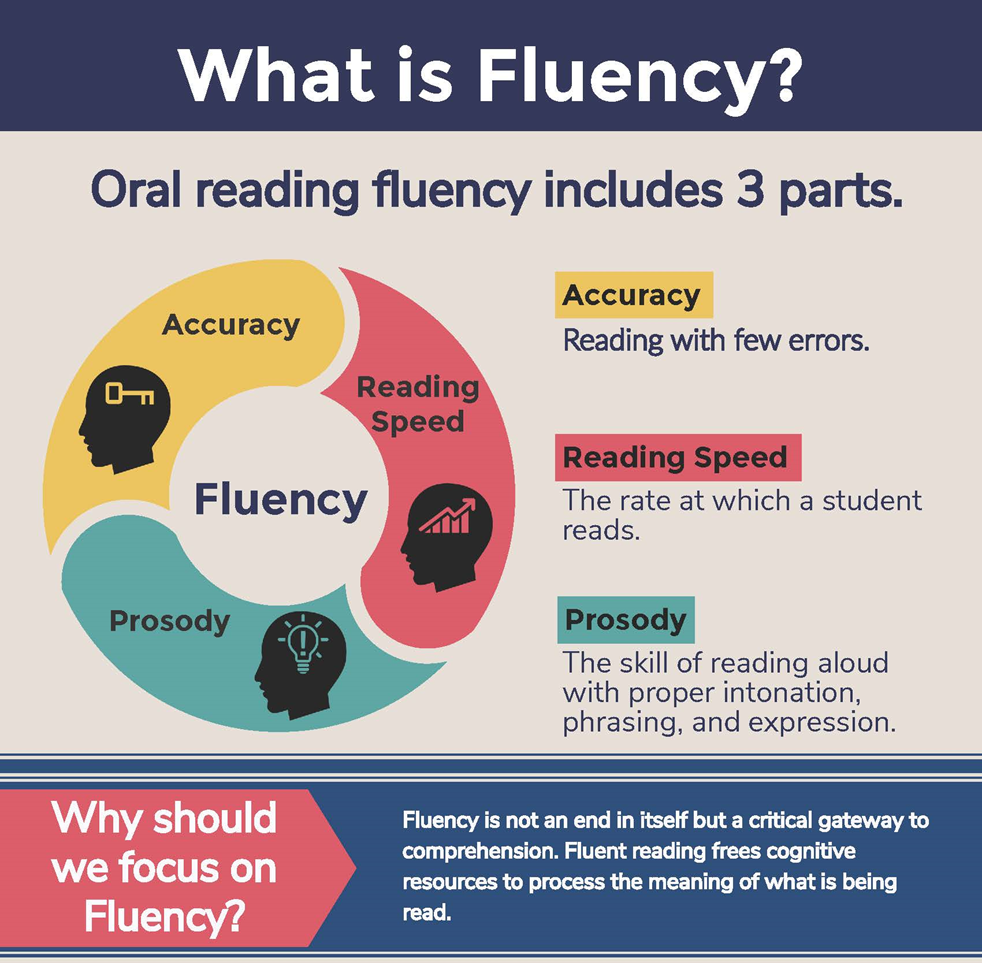 What is Fluency?
Oral reading fluency includes 3 parts.
Accuracy
Reading
Speed
Fluency
Prosody
Accuracy
Reading with few errors.
Reading Speed
The rate at which a student
reads.
Prosody
The skill of reading aloud
with proper intonation,
phrasing, and expression.
Why should
we focus on
Fluency?
Fluency is not an end in itself but a critical gateway to
comprehension. Fluent reading frees cognitive
resources to process the meaning of what is being
read.